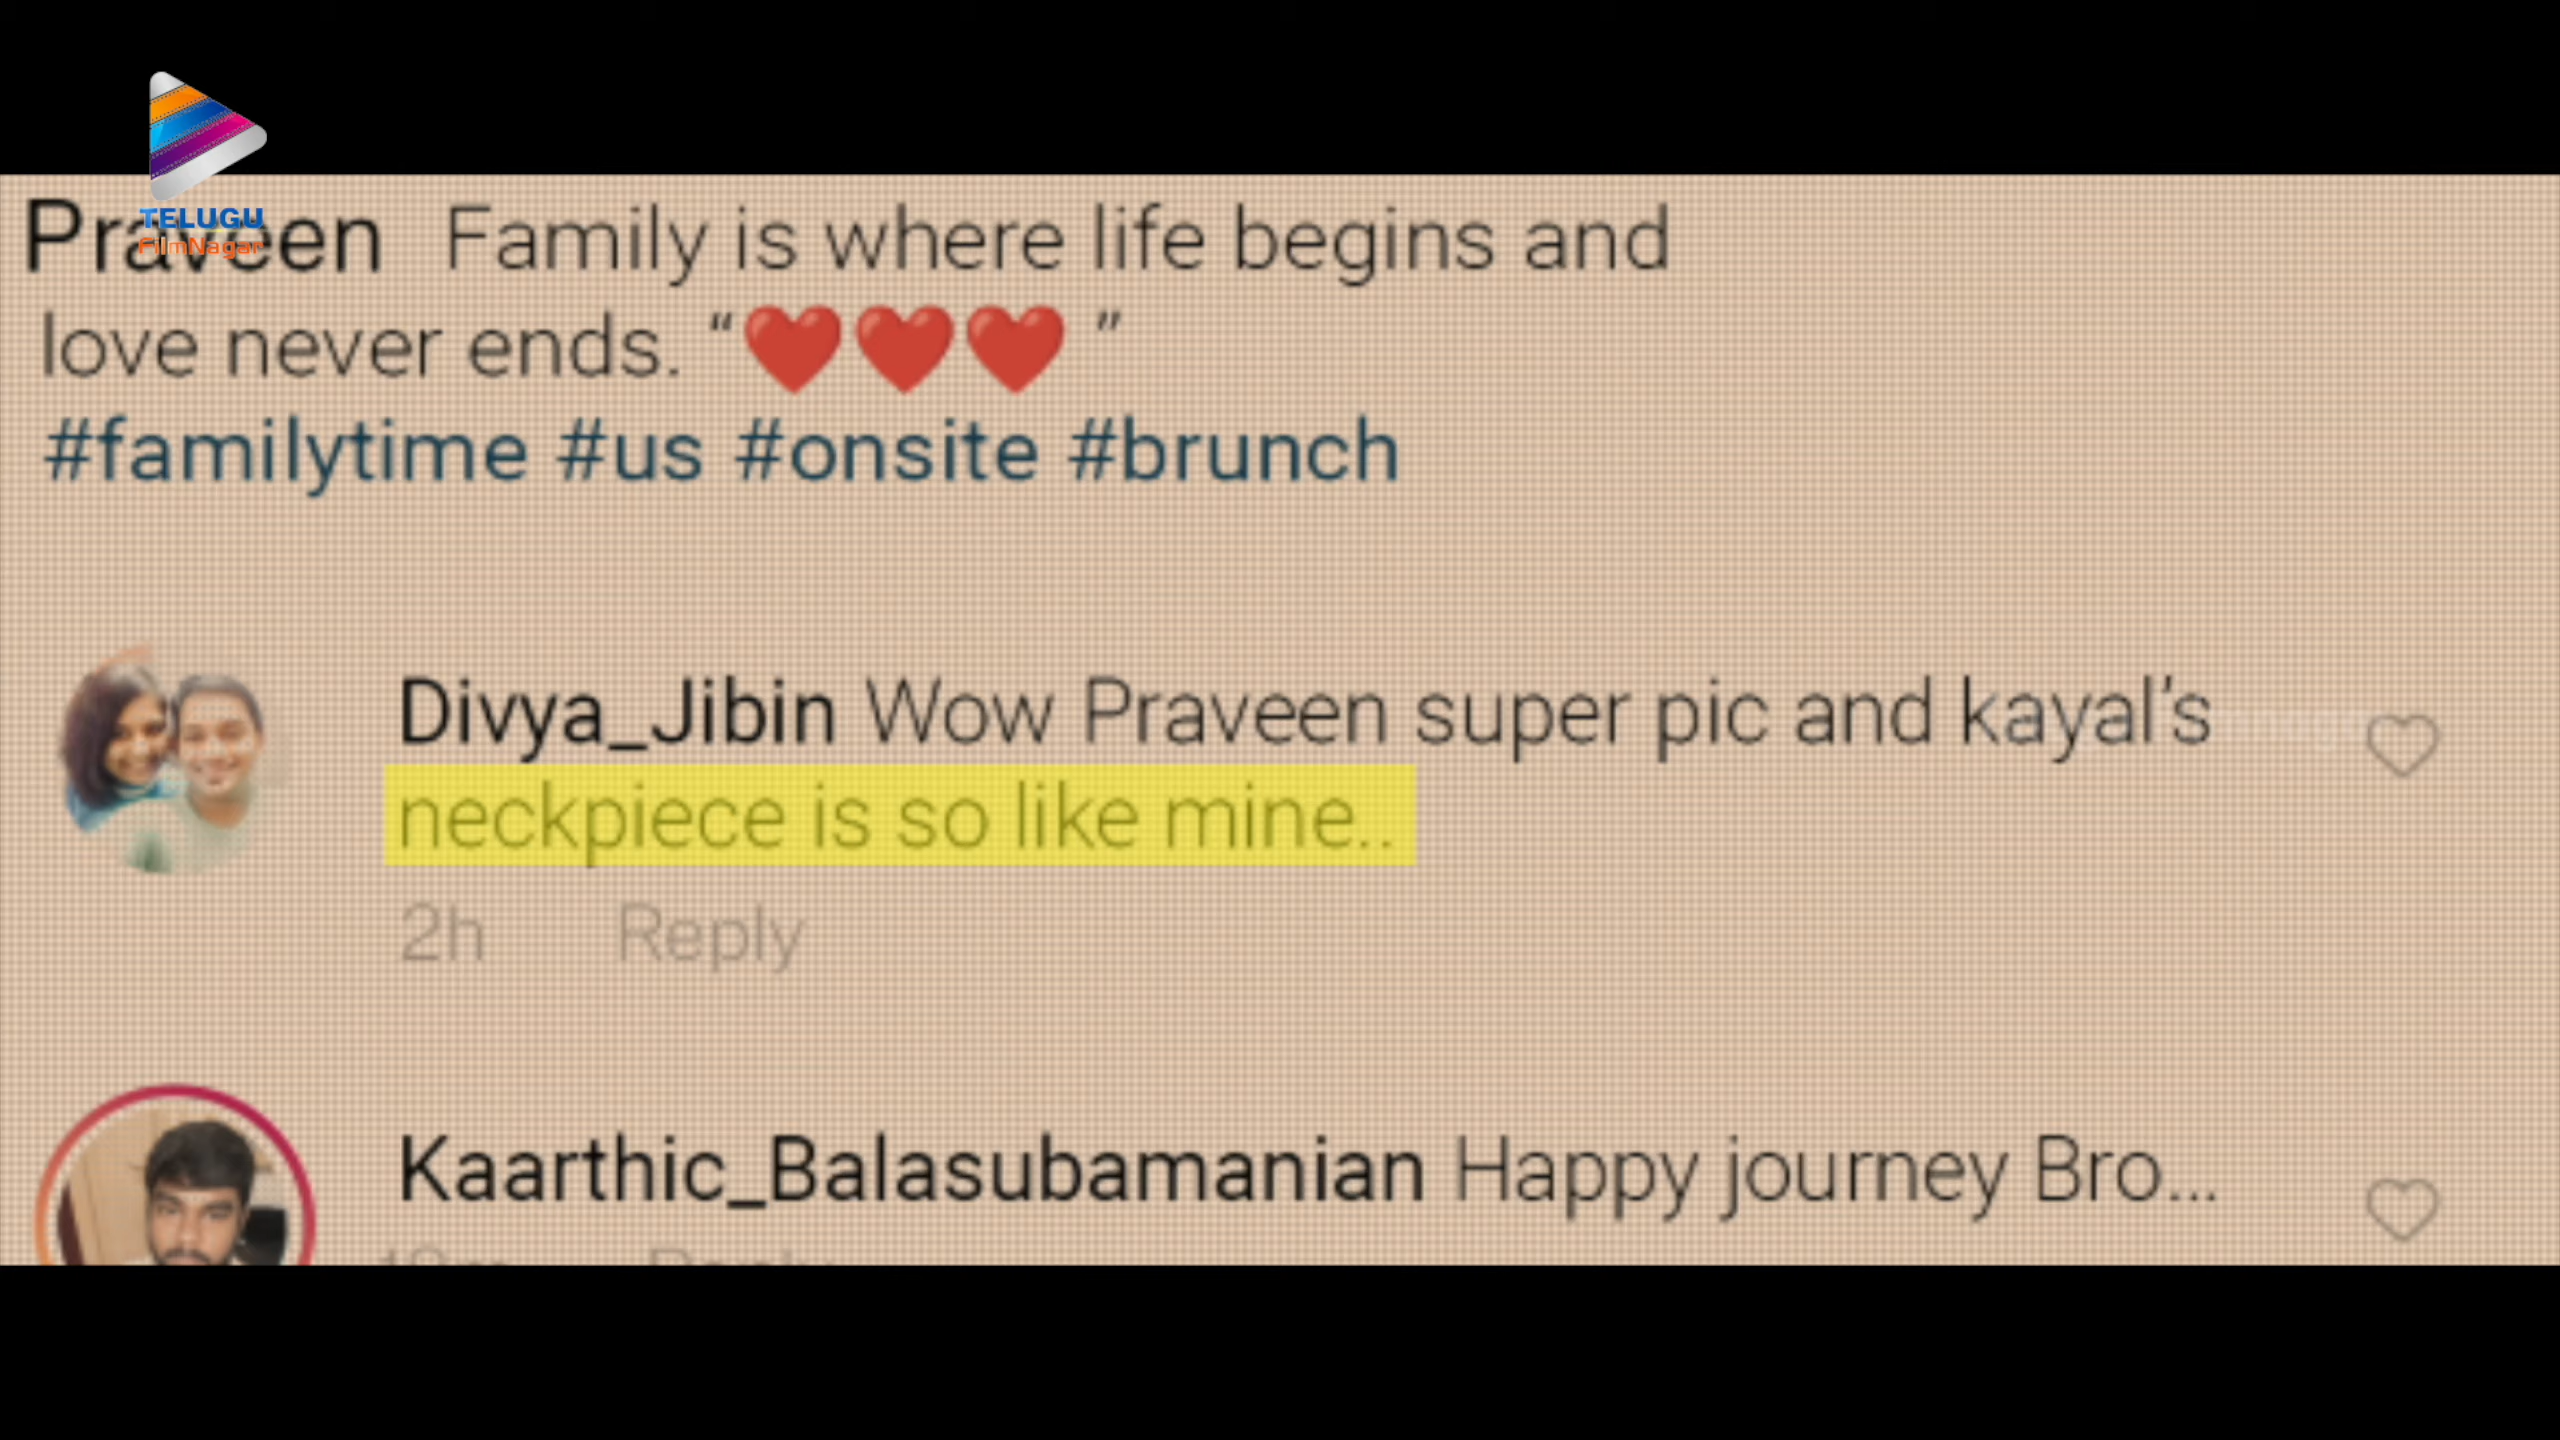 TELUGU
FilmNagar
Praveen Family is where life begins and
love never ends. “❤️❤️❤️ ”
#familytime #us #onsite #brunch
Divya_Jibin Wow Praveen super pic and kayal's
neckpiece is so like mine..
2h Reply
Kaarthic_Balasubamanian Happy journey Bro...